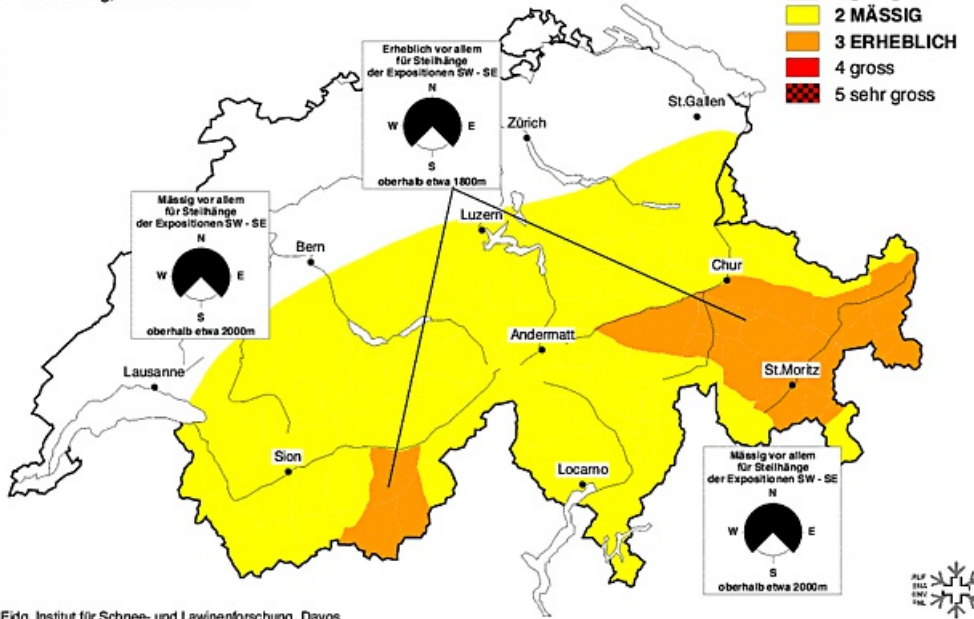 2 MÄSSIG
3 ERHEBLICH
4 gross
5 sehr gross
Erheblich vor allem
für Steilhänge
der Expositionen SW - SE
N
W E
S
oberhalb etwa 1800m
St.Gallen
Zürich
Mässig vor allem
für Steilhänge
der Expositionen SW - SE
N
W E
S
oberhalb etwa 2000m
Luzern
Bern
Chur
Andermatt
Lausanne
St.Moritz
Sion
Locarno
Mässig vor allem
für Steilhänge
der Expositionen SW - SE
N
W E
S
oberhalb etwa 2000m
SLF
Eidg. Institut für Schnee- und Lawinenforschung, Davos